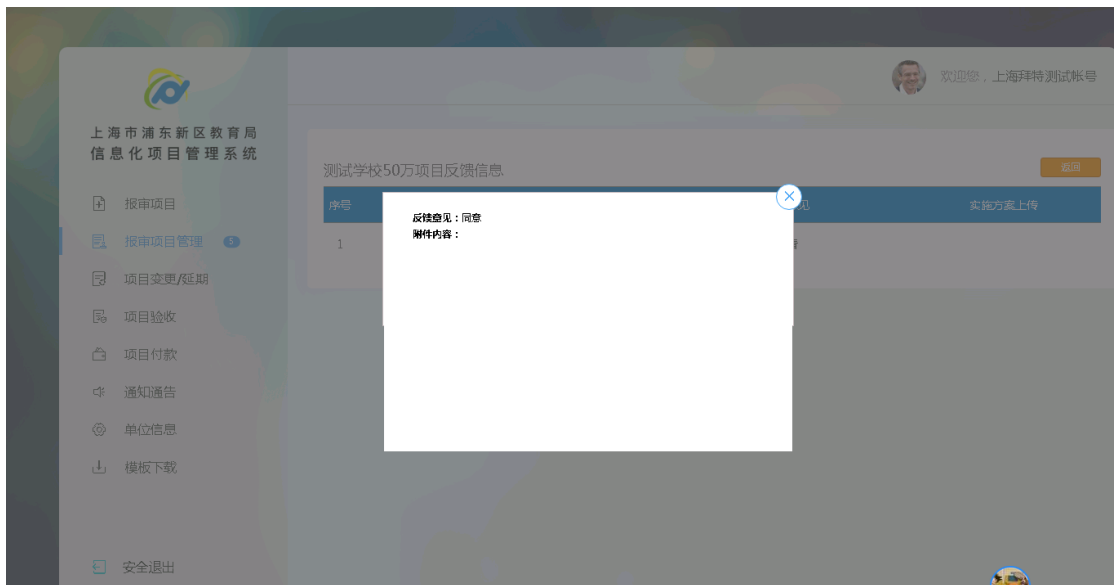 欢迎您，上海拜特测试帐号
上海市浦东新区教育局
信息化项目管理系统
报审项目
报审项目管理 5
项目变更/延期
项目验收
项目付款
通知通告
单位信息
模板下载
安全退出
测试学校50万项目反馈信息
返回
序号
见
实施方案上传
1
反馈意见：同意
附件内容：